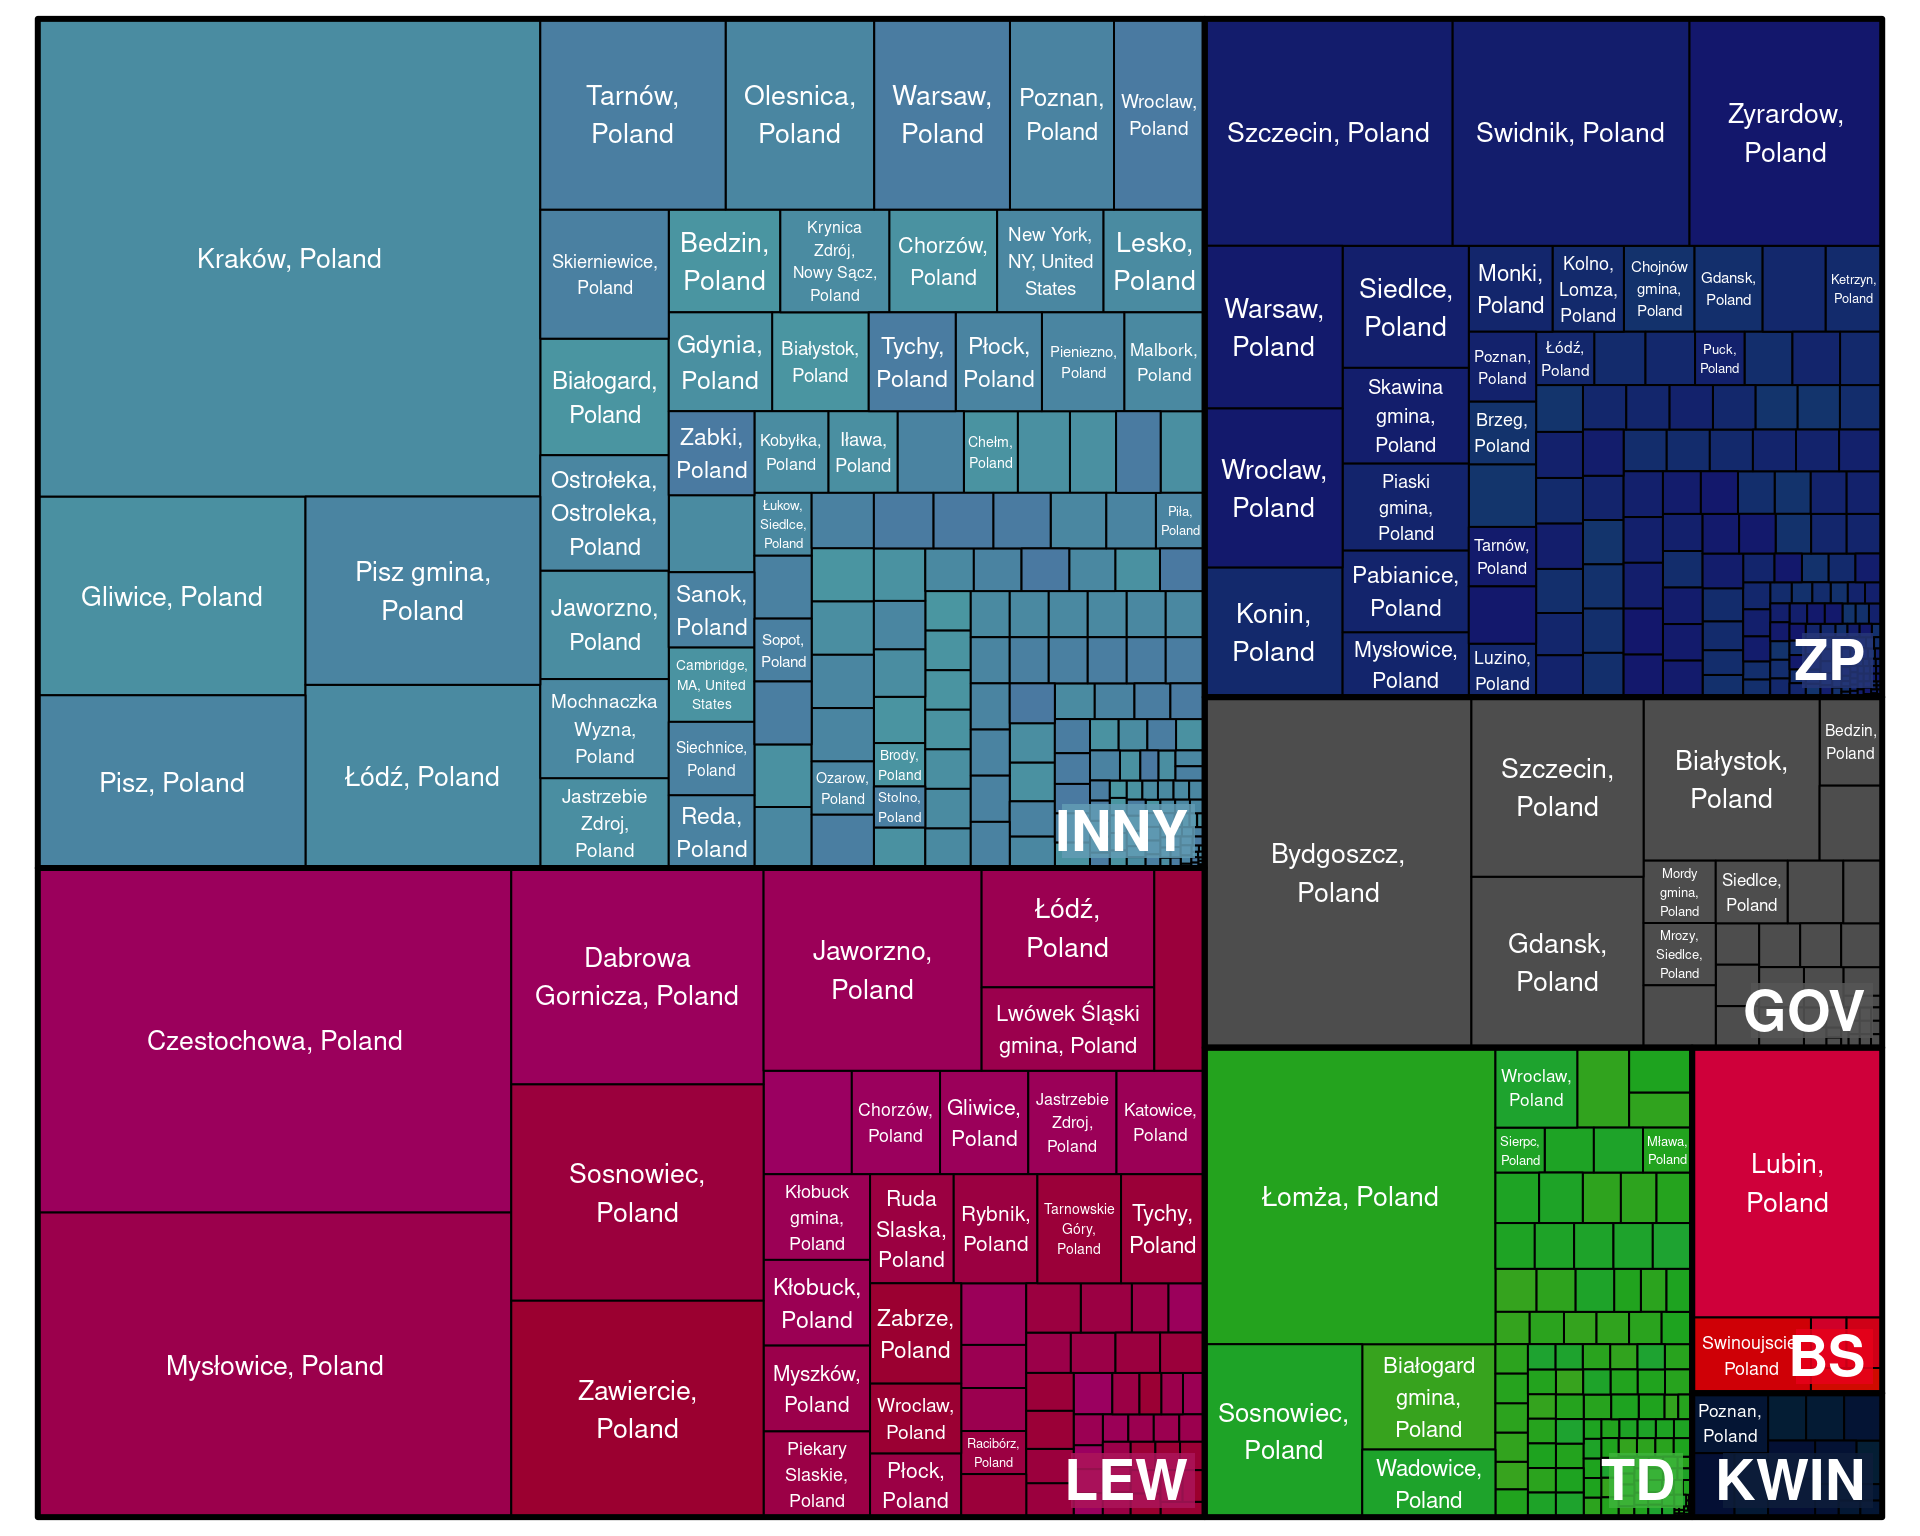 Kraków, Poland
Gliwice, Poland
Pisz gmina,
Poland
Pisz, Poland
Łódź, Poland
Tarnów,
Poland
Olesnica,
Poland
Warsaw,
Poland
Poznan,
Poland
Wroclaw,
Poland
Skierniewice,
Poland
Białogard,
Poland
Ostrołeka,
Ostroleka,
Poland
Jaworzno,
Poland
Mochnaczka
Wyzna,
Poland
Jastrzebie
Zdroj,
Poland
Bedzin,
Poland
Krynica
Zdrój,
Nowy Sącz,
Poland
Chorzów,
Poland
New York,
NY, United
States
Lesko,
Poland
Gdynia,
Poland
Białystok,
Poland
Tychy,
Poland
Płock,
Poland
Pieniezno,
Poland
Malbork,
Poland
Zabki,
Poland
Kobyłka,
Poland
Iława,
Poland
Chełm,
Poland
Sanok,
Poland
Cambridge,
MA, United
States
Siechnice,
Poland
Reda,
Poland
Łukow,
Siedlce,
Poland
Piła,
Poland
Sopot,
Poland
Ozarow,
Poland
Brody,
Poland
Stolno,
Poland
INNY
Szczecin, Poland
Swidnik, Poland
Zyrardow,
Poland
Warsaw,
Poland
Wroclaw,
Poland
Konin,
Poland
Siedlce,
Poland
Skawina
gmina,
Poland
Piaski
gmina,
Poland
Pabianice,
Poland
Mysłowice,
Poland
Monki,
Poland
Kolno,
Lomza,
Poland
Chojnów
gmina,
Poland
Gdansk,
Poland
Ketrzyn,
Poland
Poznan,
Poland
Łódź,
Poland
Puck,
Poland
Brzeg,
Poland
Tarnów,
Poland
Luzino,
Poland
ZP
Bydgoszcz,
Poland
Szczecin,
Poland
Gdansk,
Poland
Białystok,
Poland
Bedzin,
Poland
Mordy
gmina,
Poland
Siedlce,
Poland
Mrozy,
Siedlce,
Poland
GOV
Czestochowa, Poland
Mysłowice, Poland
Dabrowa
Gornicza, Poland
Sosnowiec,
Poland
Zawiercie,
Poland
Jaworzno,
Poland
Łódź,
Poland
Lwówek Śląski
gmina, Poland
Chorzów,
Poland
Gliwice,
Poland
Jastrzebie
Zdroj,
Poland
Katowice,
Poland
Kłobuck
gmina,
Poland
Kłobuck,
Poland
Myszków,
Poland
Piekary
Slaskie,
Poland
Ruda
Slaska,
Poland
Rybnik,
Poland
Tarnowskie
Góry,
Poland
Tychy,
Poland
Zabrze,
Poland
Wroclaw,
Poland
Płock,
Poland
Racibórz,
Poland
LEW
Łomża, Poland
Sosnowiec,
Poland
Białogard
gmina,
Poland
Wadowice,
Poland
Wroclaw,
Poland
Sierpc,
Poland
Mława,
Poland
TD
Lubin,
Poland
Swinoujscie
Poland
BS
Poznan,
Poland
KWIN